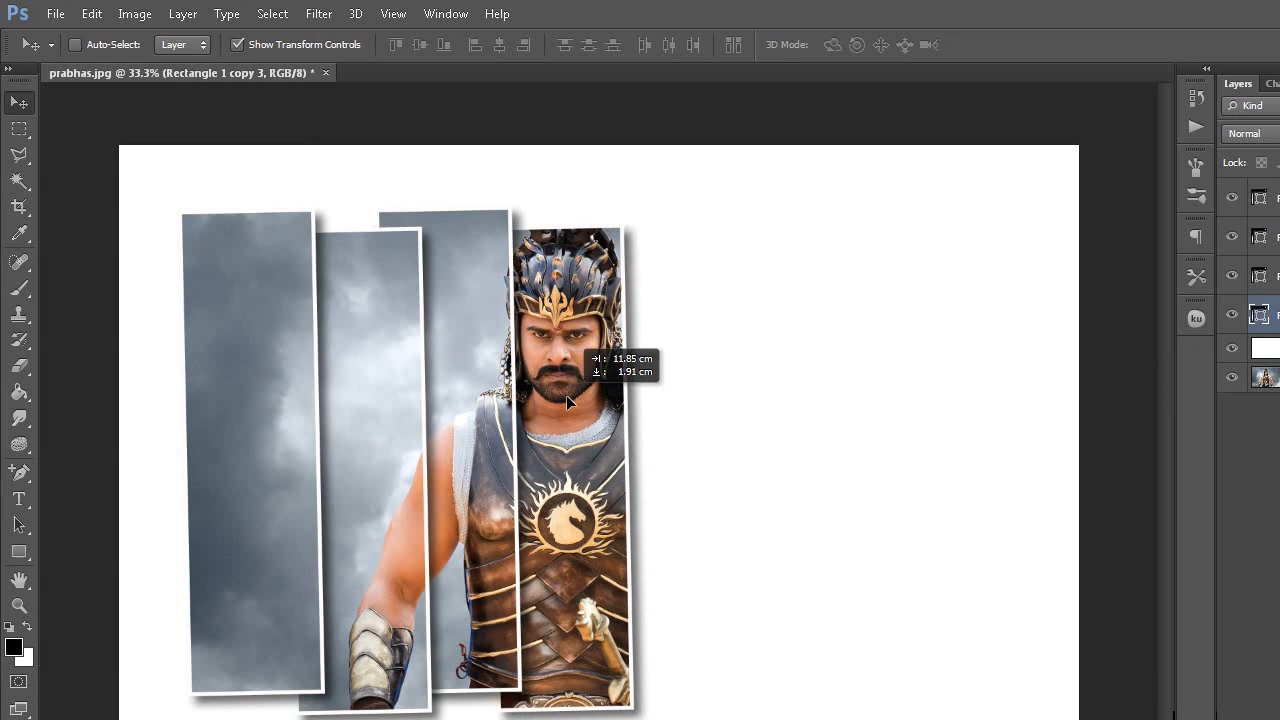 Ps File Edit Image Layer Type Select Filter 3D View Window Help
Auto-Select: Layer Show Transform Controls 3D Mode:
prabhas.jpg @ 33.3% (Rectangle 1 copy 3, RGB/8) * ×
Layers
Kind
Normal
Lock:
11.85 cm
1.91 cm
ku
T